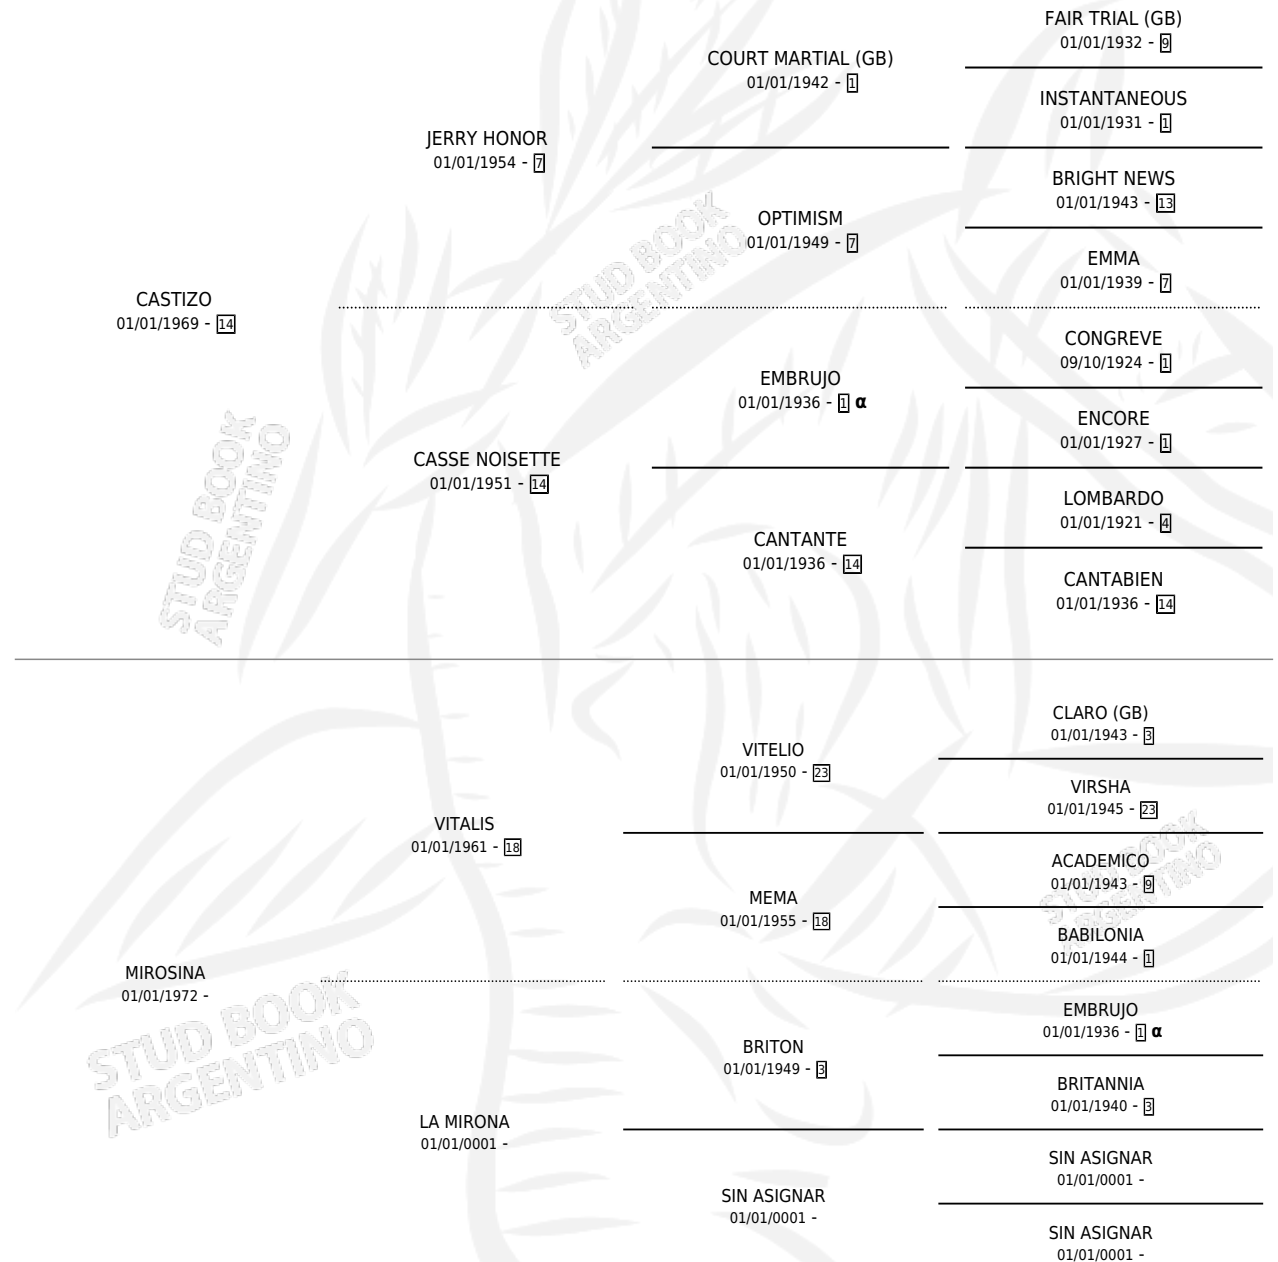 FAIR TRIAL (GB)
01/01/1932 - 9
COURT MARTIAL (GB)
01/01/1942 - 1
INSTANTANEOUS
01/01/1931 - 1
JERRY HONOR
01/01/1954 - 7
BRIGHT NEWS
01/01/1943 - 13
OPTIMISM
01/01/1949 - 7
EMMA
01/01/1939 - 7
CASTIZO
01/01/1969 - 14
CONGREVE
09/10/1924 - 1
EMBRUJO
01/01/1936 - 1 α
ENCORE
01/01/1927 - 1
CASSE NOISETTE
01/01/1951 - 14
LOMBARDO
01/01/1921 - 4
CANTANTE
01/01/1936 - 14
CANTABIEN
01/01/1936 - 14
CLARO (GB)
01/01/1943 - 3
VITELIO
01/01/1950 - 23
VIRSHA
01/01/1945 - 23
VITALIS
01/01/1961 - 18
ACADEMICO
01/01/1943 - 9
MEMA
01/01/1955 - 18
BABILONIA
01/01/1944 - 1
MIROSINA
01/01/1972 -
EMBRUJO
01/01/1936 - 1 α
BRITON
01/01/1949 - 3
BRITANNIA
01/01/1940 - 3
LA MIRONA
01/01/0001 -
SIN ASIGNAR
01/01/0001 -
SIN ASIGNAR
01/01/0001 -
SIN ASIGNAR
01/01/0001 -
STUD BOOK
ARGENTINO
STUD BOOK
ARGENTINO
STUD BOOK
ARGENTINO
STUD BOOK
ARGENTINO